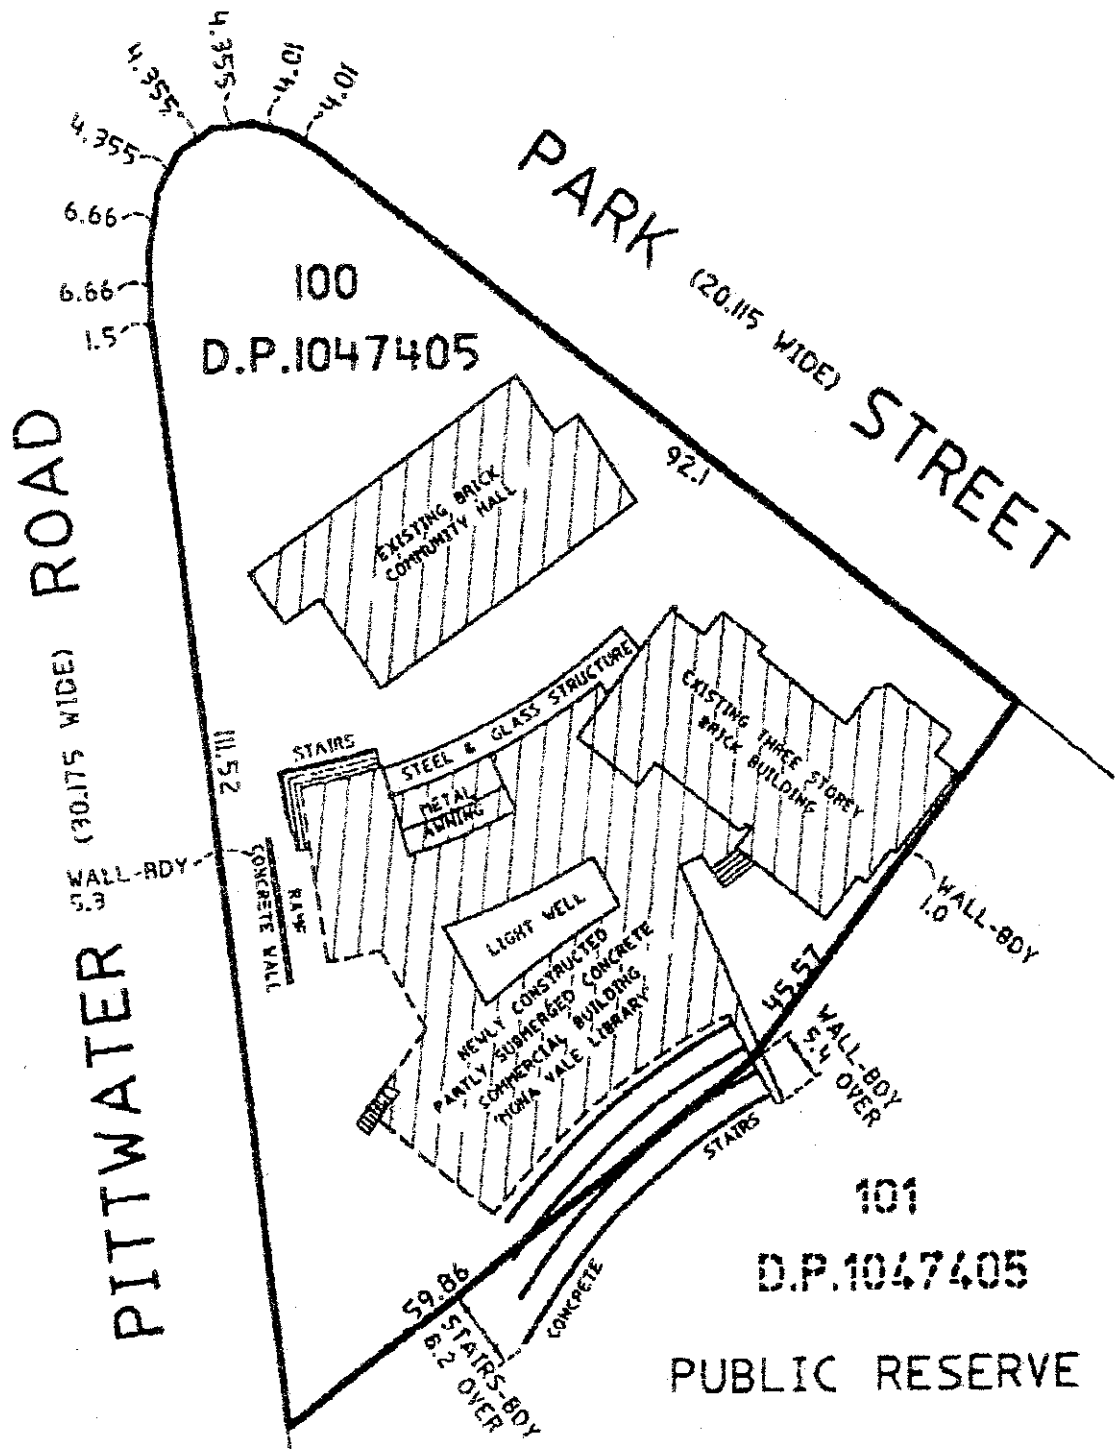 4.355
4.355
4.355
4.01
4.01
6.66
6.66
1.5
PARK (20.115 WIDE) STREET
100
D.P.1047405
92.1
PITTWATER (30.175 WIDE) ROAD
111.52
EXISTING BRICK
COMMUNITY HALL
STEEL & GLASS STRUCTURE
STAIRS
METAL
AWNING
EXISTING THREE STOREY
BRICK BUILDING
WALL-BDY
CONCRETE WALL
LIGHT WELL
NEWLY CONSTRUCTED
PARTLY SUBMERGED CONCRETE
COMMERCIAL BUILDING
'MONA VALE LIBRARY'
WALL-BDY
1.0
45.57
WALL-BDY
5.4 OVER
STAIRS
CONCRETE
59.86
STAIRS-BDY
6.2 OVER
101
D.P.1047405
PUBLIC RESERVE